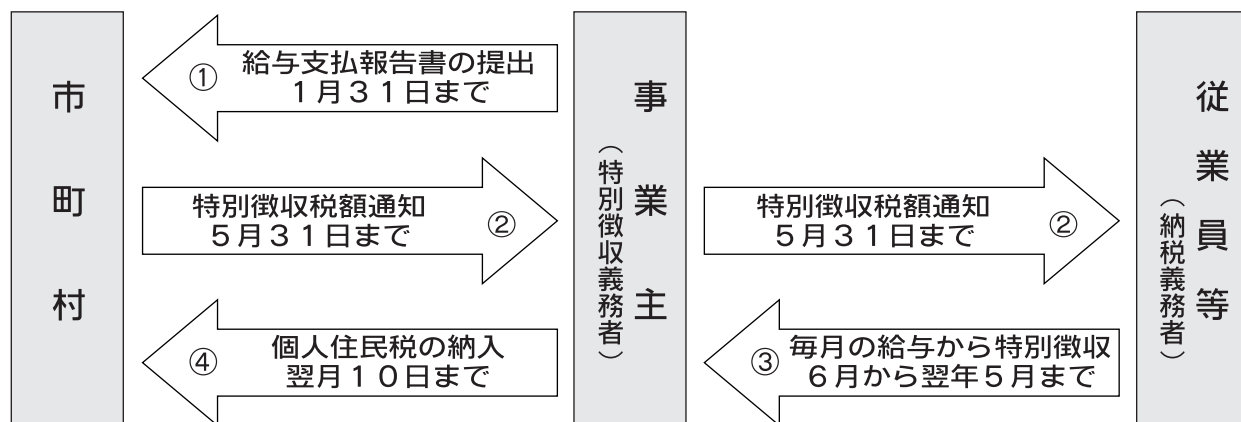 市町村
① 給与支払報告書の提出
１月３１日まで
特別徴収税額通知 ②
５月３１日まで
④ 個人住民税の納入
翌月１０日まで
事業主
（特別徴収義務者）
特別徴収税額通知 ②
５月３１日まで
③ 毎月の給与から特別徴収
６月から翌年５月まで
従業員等
（納税義務者）